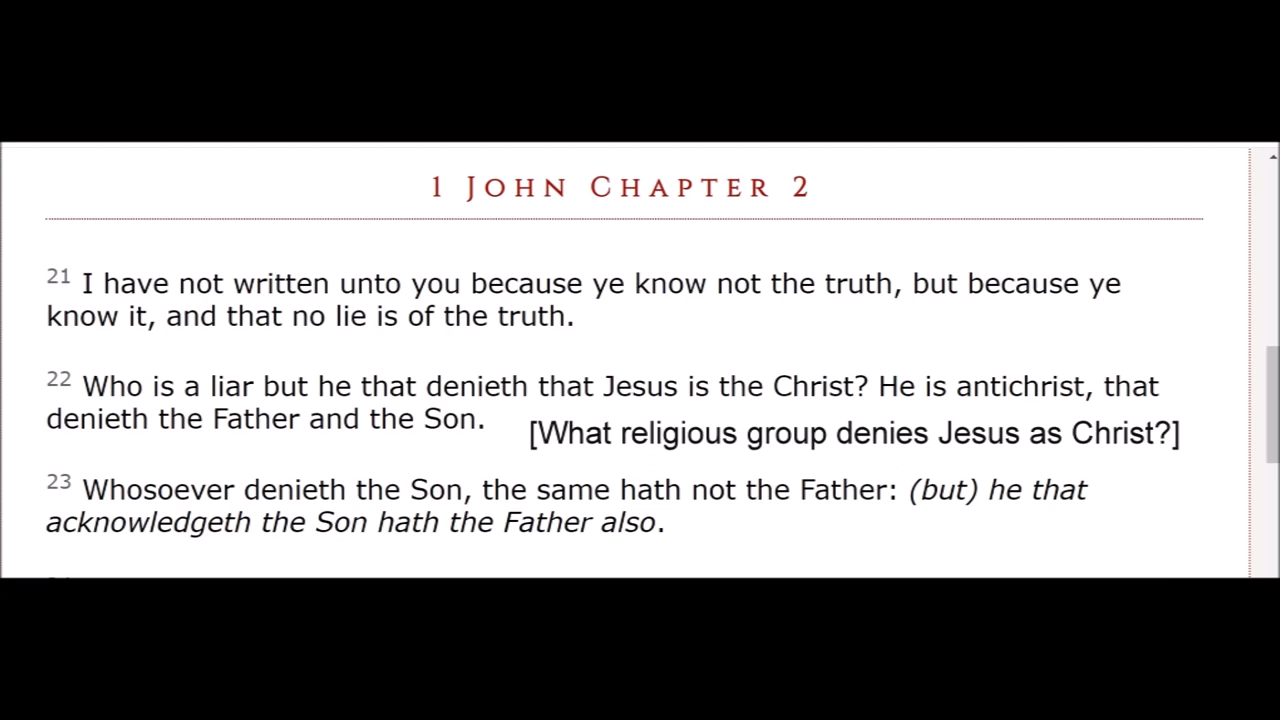 1 John Chapter 2
21 I have not written unto you because ye know not the truth, but because ye
know it, and that no lie is of the truth.
22 Who is a liar but he that denieth that Jesus is the Christ? He is antichrist, that
denieth the Father and the Son.
[What religious group denies Jesus as Christ?]
23 Whosoever denieth the Son, the same hath not the Father: (but) he that
acknowledgeth the Son hath the Father also.